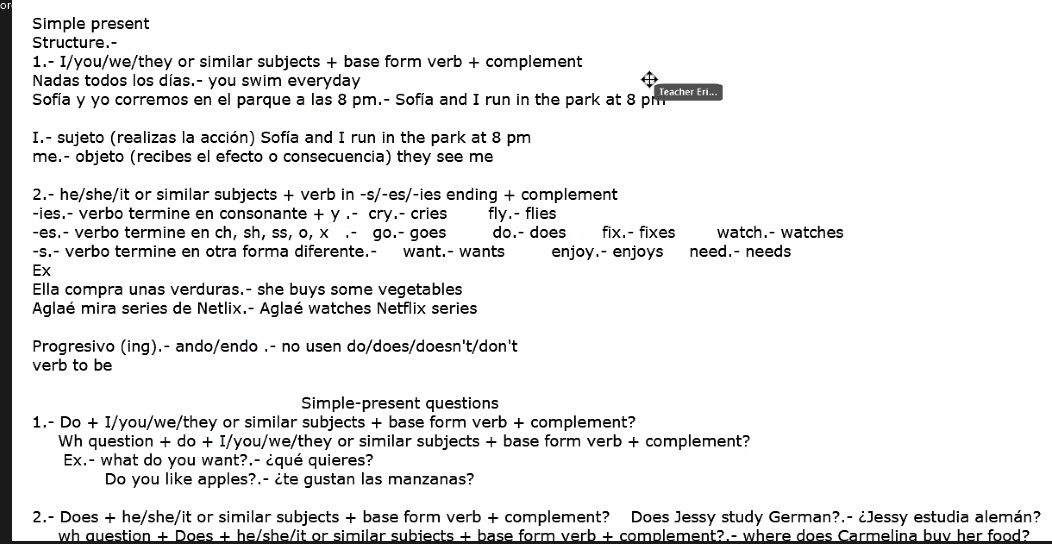 or
Simple present
Structure.-
1.- I/you/we/they or similar subjects + base form verb + complement
Nadas todos los días.- you swim everyday
Sofía y yo corremos en el parque a las 8 pm.- Sofía and I run in the park at 8 pm
Teacher Eri...
I.- sujeto (realizas la acción) Sofía and I run in the park at 8 pm
me.- objeto (recibes el efecto o consecuencia) they see me
2.- he/she/it or similar subjects + verb in -s/-es/-ies ending + complement
-ies.- verbo termine en consonante + y .- cry.- cries fly.- flies
-es.- verbo termine en ch, sh, ss, o, x .- go.- goes do.- does fix.- fixes watch.- watches
-s.- verbo termine en otra forma diferente.- want.- wants enjoy.- enjoys need.- needs
Ex
Ella compra unas verduras.- she buys some vegetables
Aglaé mira series de Netlix.- Aglaé watches Netflix series
Progresivo (ing).- ando/endo .- no usen do/does/doesn't/don't
verb to be
Simple-present questions
1.- Do + I/you/we/they or similar subjects + base form verb + complement?
Wh question + do + I/you/we/they or similar subjects + base form verb + complement?
Ex.- what do you want?.- ¿qué quieres?
Do you like apples?.- ¿te gustan las manzanas?
2.- Does + he/she/it or similar subjects + base form verb + complement? Does Jessy study German?.- ¿Jessy estudia alemán?
wh question + Does + he/she/it or similar subjects + base form verb + complement?.- where does Carmelina buy her food?